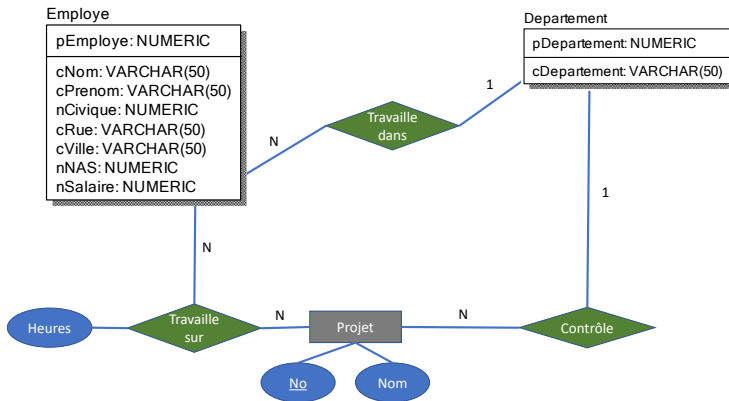 Employe
pEmploye: NUMERIC
cNom: VARCHAR(50)
cPrenom: VARCHAR(50)
nCivique: NUMERIC
cRue: VARCHAR(50)
cVille: VARCHAR(50)
nNAS: NUMERIC
nSalaire: NUMERIC
Departement
pDepartement: NUMERIC
cDepartement: VARCHAR(50)
N
Travaille
dans
1
N
1
Heures
Travaille
sur
N
Projet
N
Contrôle
No
Nom